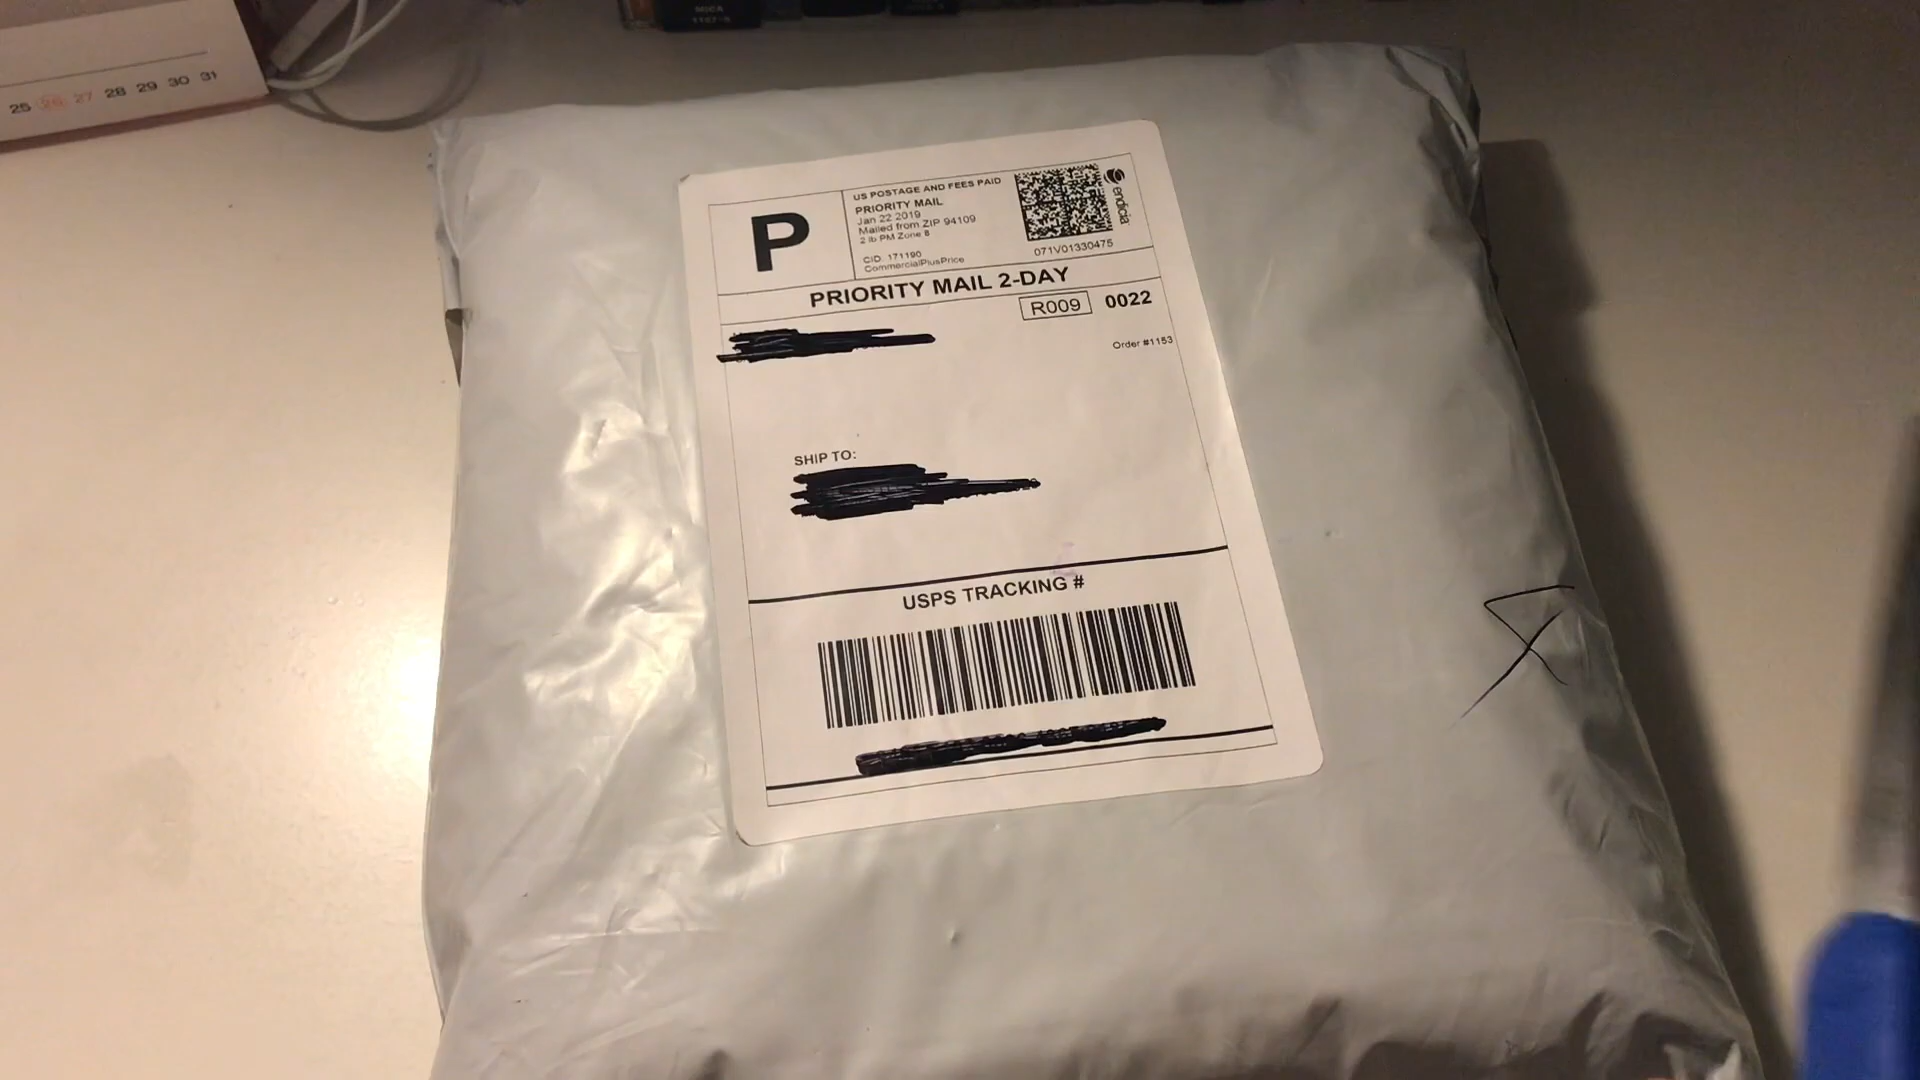 MICA
25 26 27 28 29 30 31
P
US POSTAGE AND FEES PAID
PRIORITY MAIL
Jan 22 2019
Mailed from ZIP 94109
2 lb PM Zone 8
CID: 171190
CommercialPlusPrice
endicia
071V01330475
PRIORITY MAIL 2-DAY
R009 0022
Order #1153
SHIP TO:
USPS TRACKING #